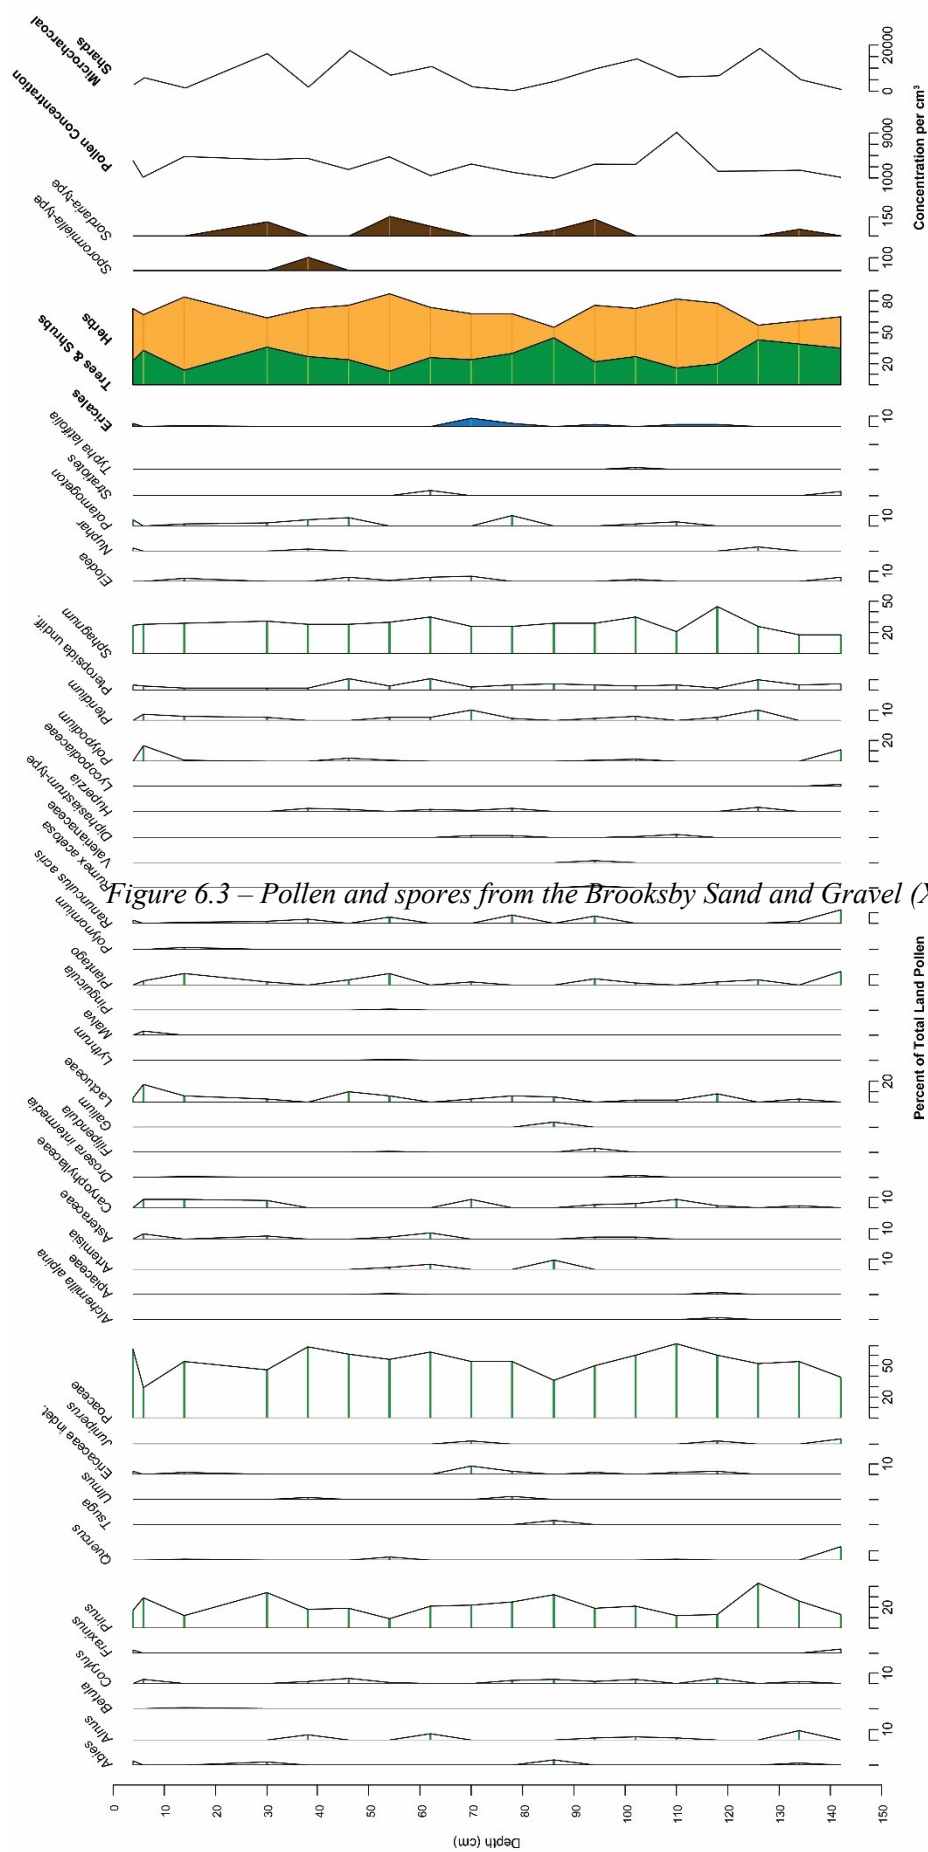 Microcharcoal
Shards
20000
0
Pollen Concentration
9000
1000
Concentration per cm³
Sordaria-type
150
Sporormiella-type
100
Herbs
Trees & Shrubs
80
50
20
Ericales
10
Typha latifolia
Stratiotes
Potamogeton
10
Nuphar
Elodea
10
Sphagnum
50
20
Pteropsida undiff.
Pteridium
10
Polypodium
20
Lycopodiaceae
Huperzia
Diphasiastrum-type
Valerianaceae
Rumex acetosa
Figure 6.3 – Pollen and spores from the Brooksby Sand and Gravel (X
Ranunculus acris
Polynomium
Plantago
Pinguicula
Malva
Lythrum
Lactuceae
20
Percent of Total Land Pollen
Galium
Filipendula
Drosera intermedia
Caryophyllaceae
10
Asteraceae
10
Artemisia
10
Apiaceae
Alchemilla alpina
Poaceae
50
20
Juniperus
Ericaceae indet.
10
Ulmus
Tsuga
Quercus
Pinus
20
Fraxinus
Corylus
10
Betula
Alnus
10
Abies
0 10 20 30 40 50 60 70 80 90 100 110 120 130 140 150
Depth (cm)